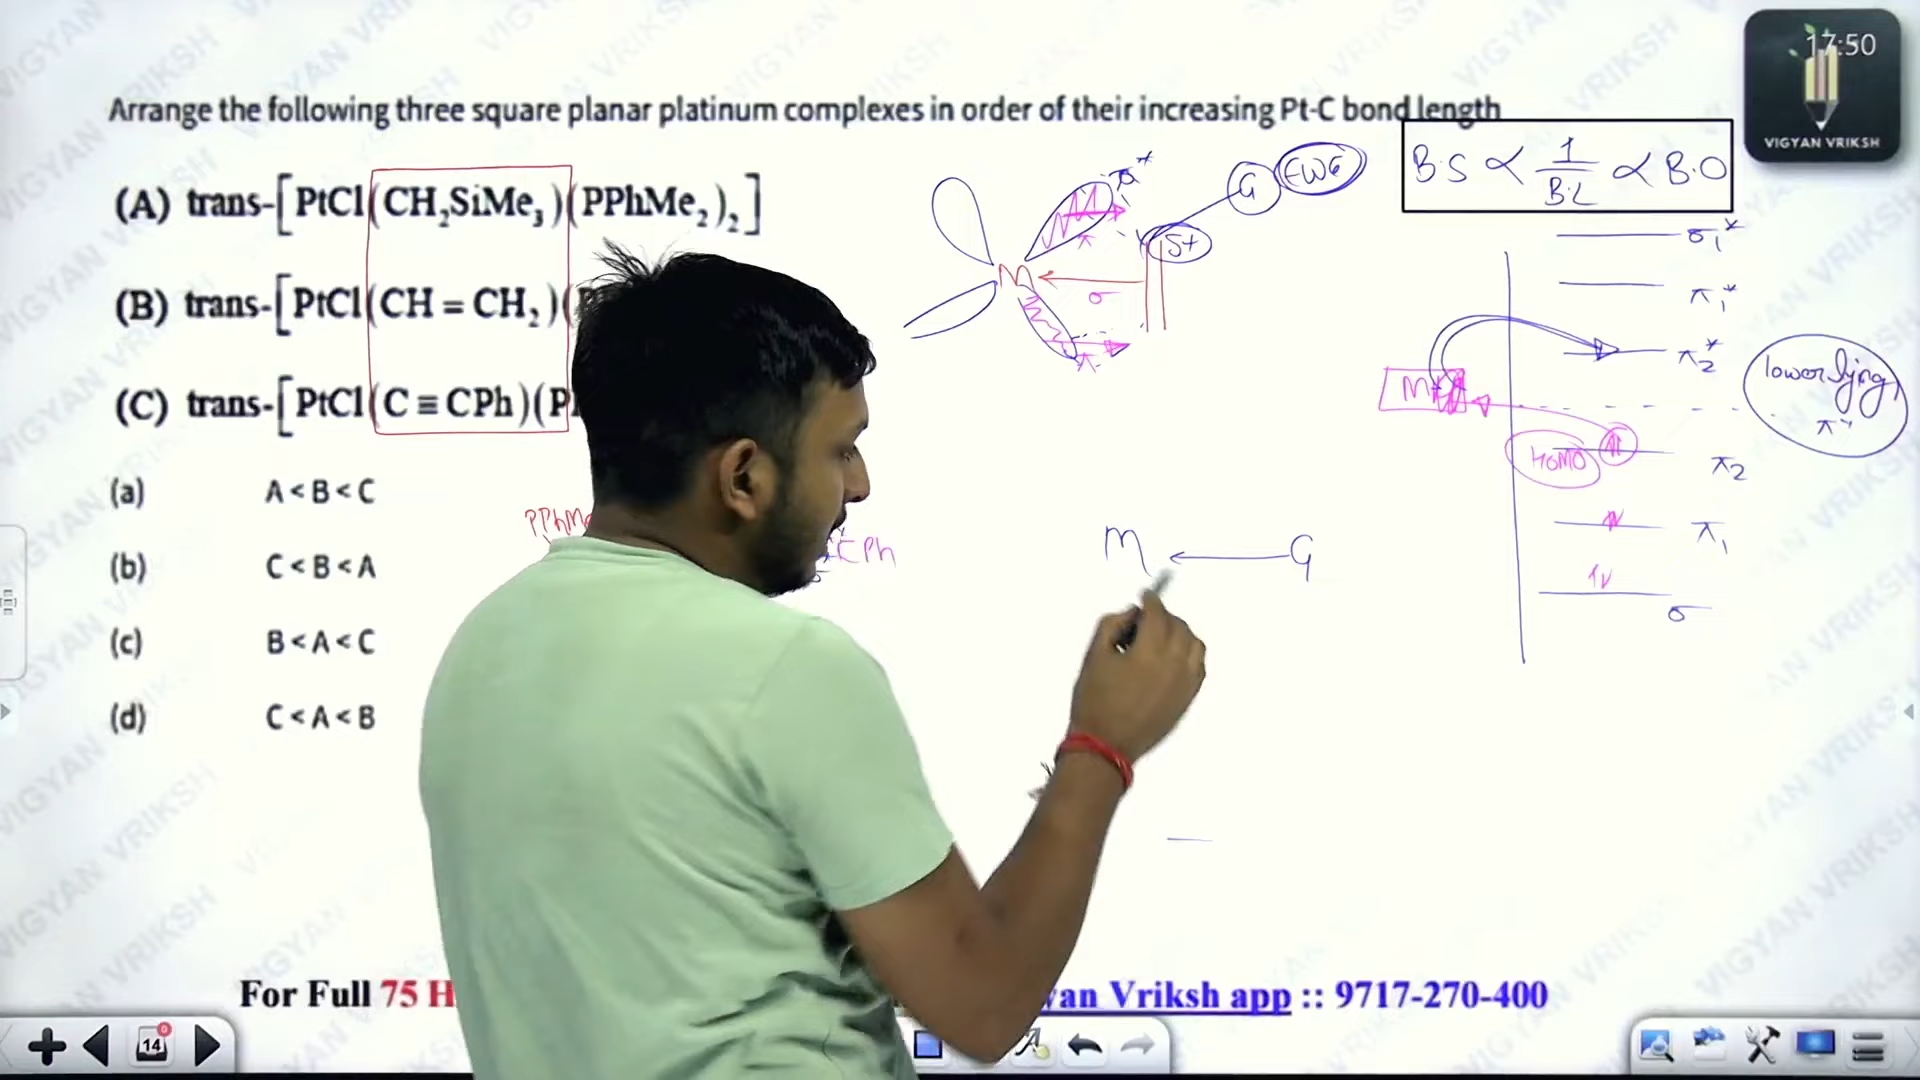 17:50
VIGYAN VRIKSH
Arrange the following three square planar platinum complexes in order of their increasing Pt-C bond length
B.S ∝ 1/B.L ∝ B.O
(A) trans-[PtCl(CH₂SiMe₃)(PPhMe₂)₂]
(B) trans-[PtCl(CH = CH₂)(
(C) trans-[PtCl(C ≡ CPh)(P
(a) A < B < C
(b) C < B < A
(c) B < A < C
(d) C < A < B
π*
G
EWG
δ+
M
σ
π
π
σ₁*
π₁*
π₂*
lower lying
π*
M
HOMO
π₂
π₁
σ
PPhMe
CPh
M ← G
For Full 75 H
yan Vriksh app :: 9717-270-400
14
0